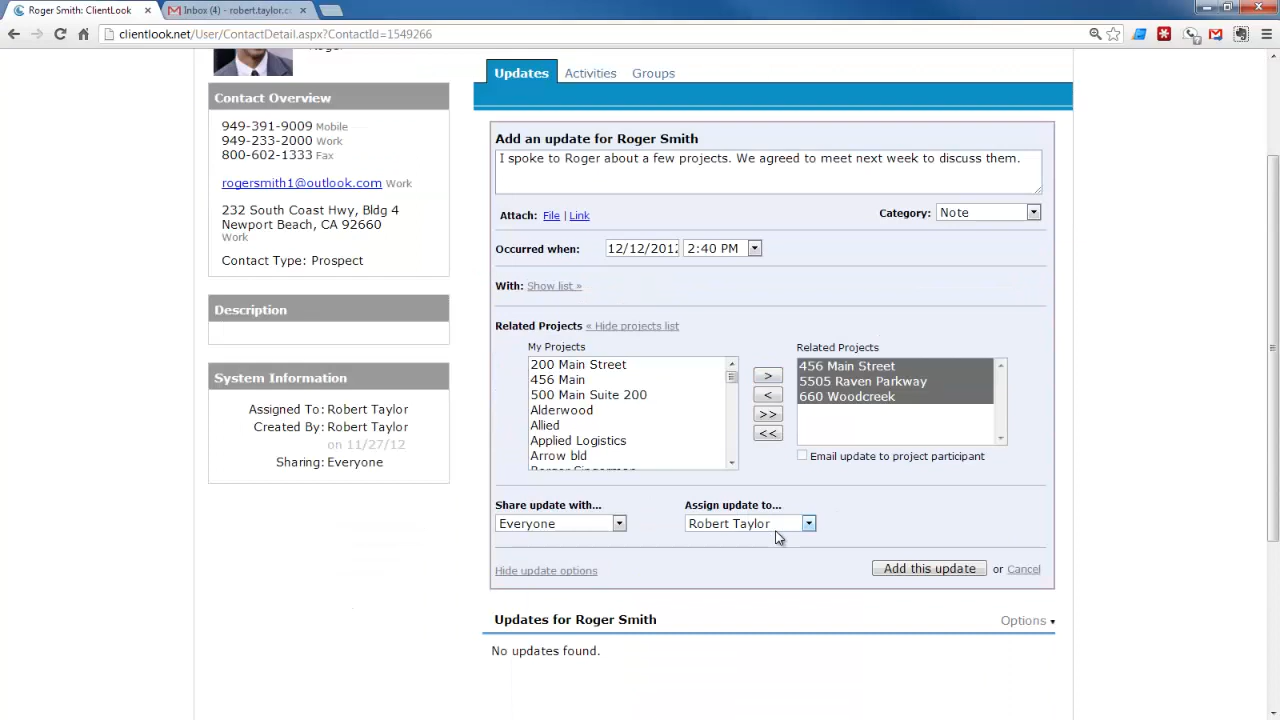 Roger Smith: ClientLook
Inbox (4) - robert.taylor.c
clientlook.net/User/ContactDetail.aspx?ContactId=1549266
Updates
Activities
Groups
Contact Overview
949-391-9009 Mobile
949-233-2000 Work
800-602-1333 Fax
rogersmith1@outlook.com Work
232 South Coast Hwy, Bldg 4
Newport Beach, CA 92660
Work
Contact Type: Prospect
Description
System Information
Assigned To: Robert Taylor
Created By: Robert Taylor
on 11/27/12
Sharing: Everyone
Add an update for Roger Smith
I spoke to Roger about a few projects. We agreed to meet next week to discuss them.
Attach: File | Link
Category: Note
Occurred when: 12/12/2012 2:40 PM
With: Show list »
Related Projects « Hide projects list
My Projects
200 Main Street
456 Main
500 Main Suite 200
Alderwood
Allied
Applied Logistics
Arrow bld
>
<
>>
<<
Related Projects
456 Main Street
5505 Raven Parkway
660 Woodcreek
Email update to project participant
Share update with...
Everyone
Assign update to...
Robert Taylor
Hide update options
Add this update or Cancel
Updates for Roger Smith
Options
No updates found.